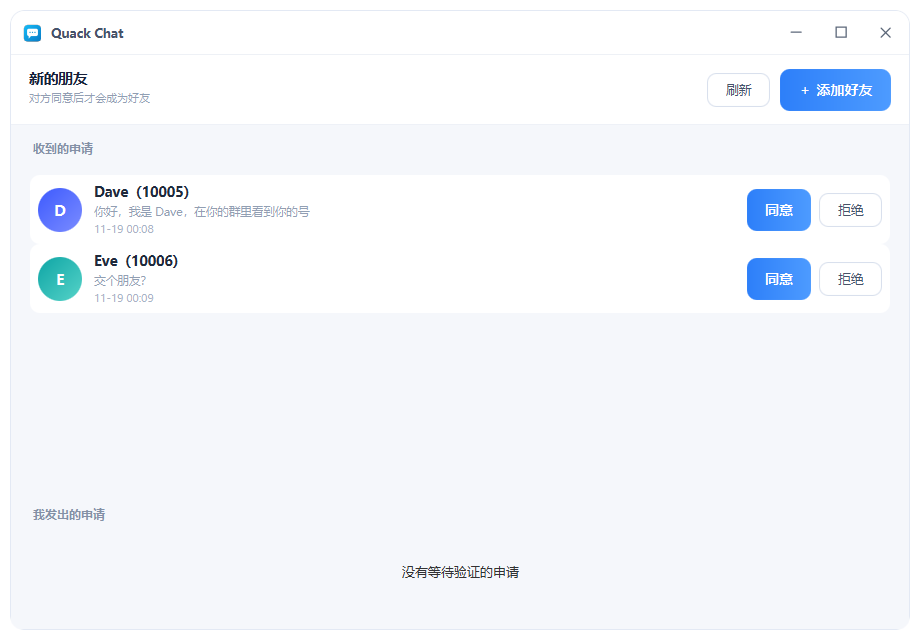 Quack Chat
新的朋友
对方同意后才会成为好友
刷新
+ 添加好友
收到的申请
D
Dave（10005）
你好，我是 Dave，在你的群里看到你的号
11-19 00:08
同意
拒绝
E
Eve（10006）
交个朋友？
11-19 00:09
同意
拒绝
我发出的申请
没有等待验证的申请